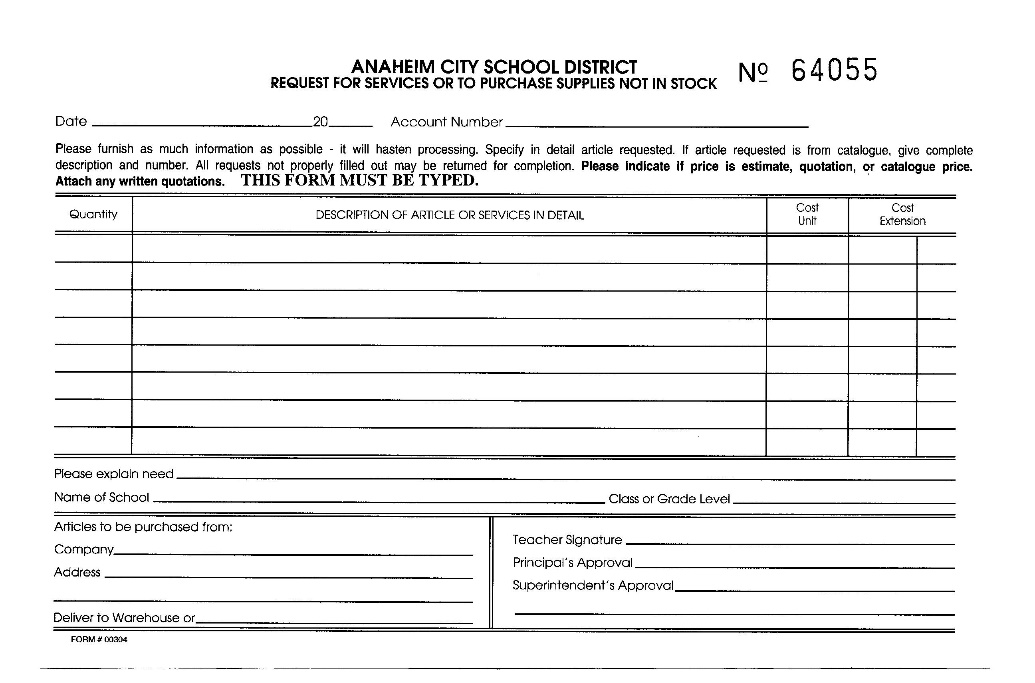 ANAHEIM CITY SCHOOL DISTRICT
REQUEST FOR SERVICES OR TO PURCHASE SUPPLIES NOT IN STOCK
Nº 64055
Date 20 Account Number
Please furnish as much information as possible - it will hasten processing. Specify in detail article requested. If article requested is from catalogue, give complete
description and number. All requests not properly filled out may be returned for completion. Please indicate if price is estimate, quotation, or catalogue price.
Attach any written quotations. THIS FORM MUST BE TYPED.
Quantity
DESCRIPTION OF ARTICLE OR SERVICES IN DETAIL
Cost
Unit
Cost
Extension
Please explain need
Name of School Class or Grade Level
Articles to be purchased from:
Company
Address
Deliver to Warehouse or
Teacher Signature
Principal's Approval
Superintendent's Approval
FORM # 00304